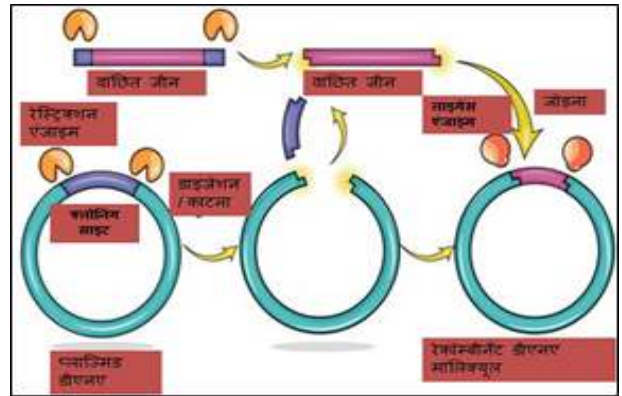 वांछित जीन
वांछित जीन
रेस्ट्रिक्शन
एंजाइम
लाइगेस
एंजाइम
जोड़ना
डाइजेशन
/काटना
क्लोनिंग
साइट
प्लाज्मिड
डीएनए
रेकॉम्बीनेंट डीएनए
मॉलिक्यूल